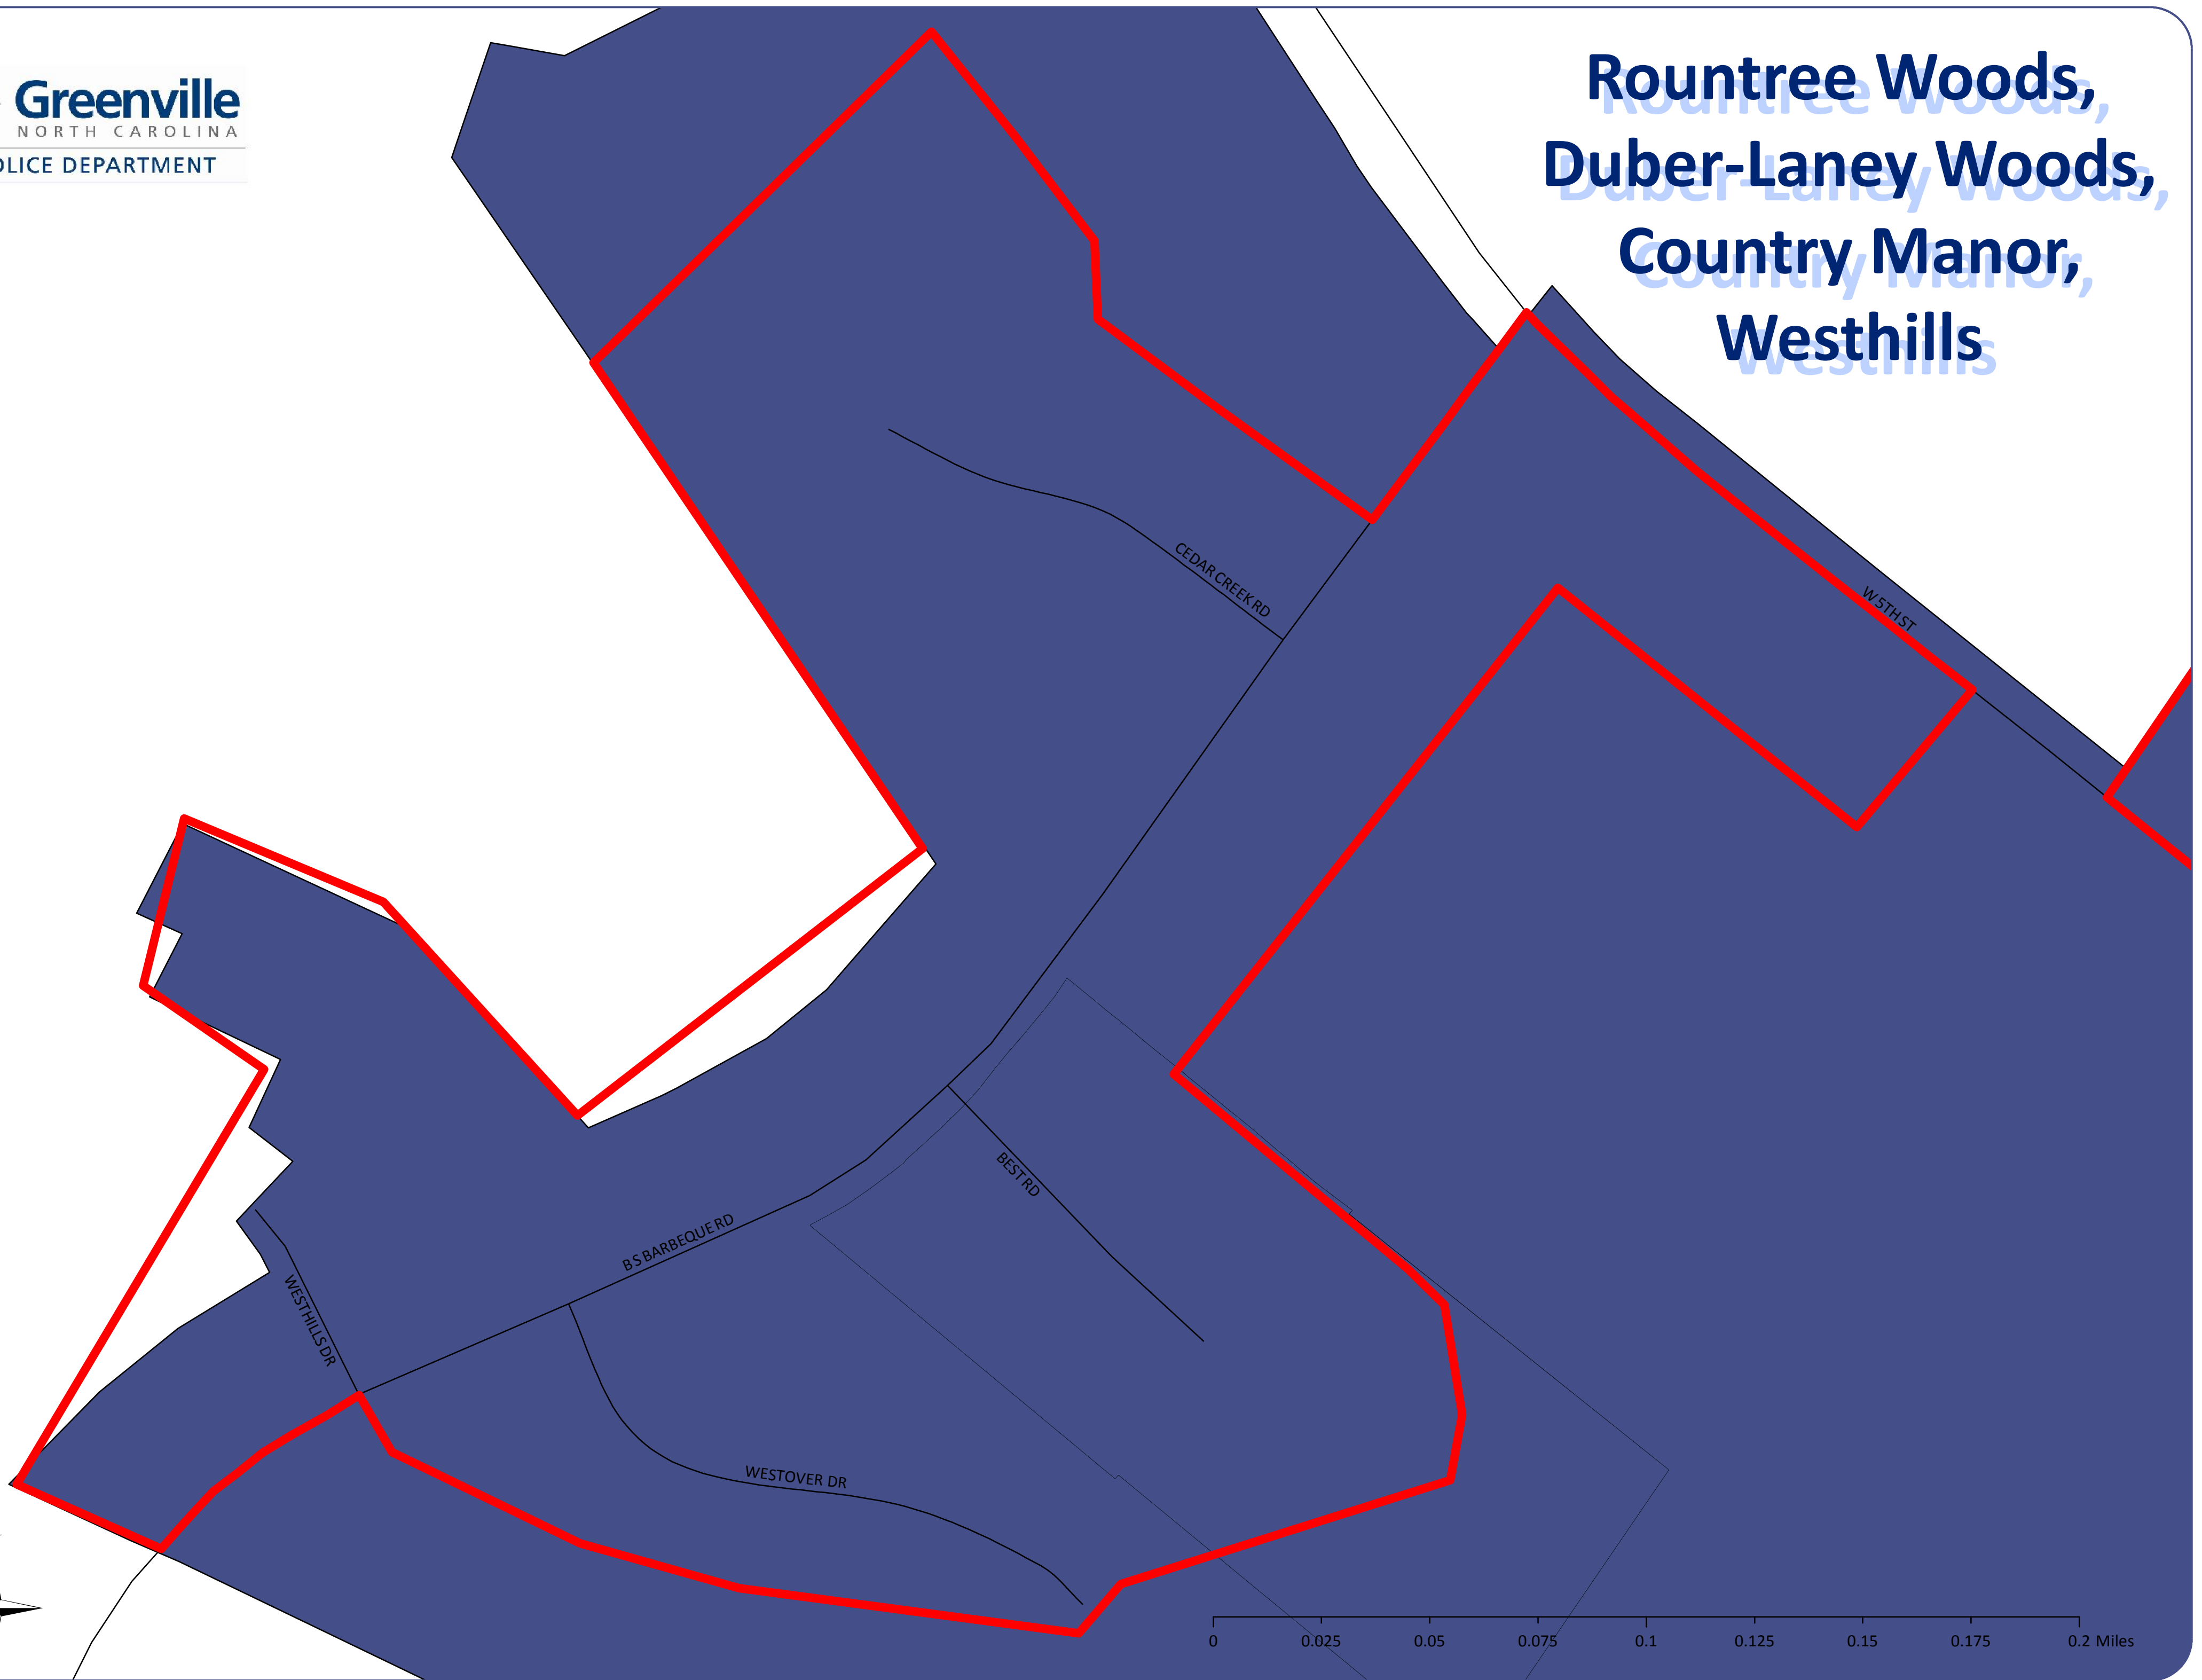 Greenville
NORTH CAROLINA
OLICE DEPARTMENT
Rountree Woods,
Duber-Laney Woods,
Country Manor,
Westhills
CEDAR CREEK RD
W 5TH ST
BEST RD
B S BARBEQUE RD
WESTHILLS DR
WESTOVER DR
0 0.025 0.05 0.075 0.1 0.125 0.15 0.175 0.2 Miles